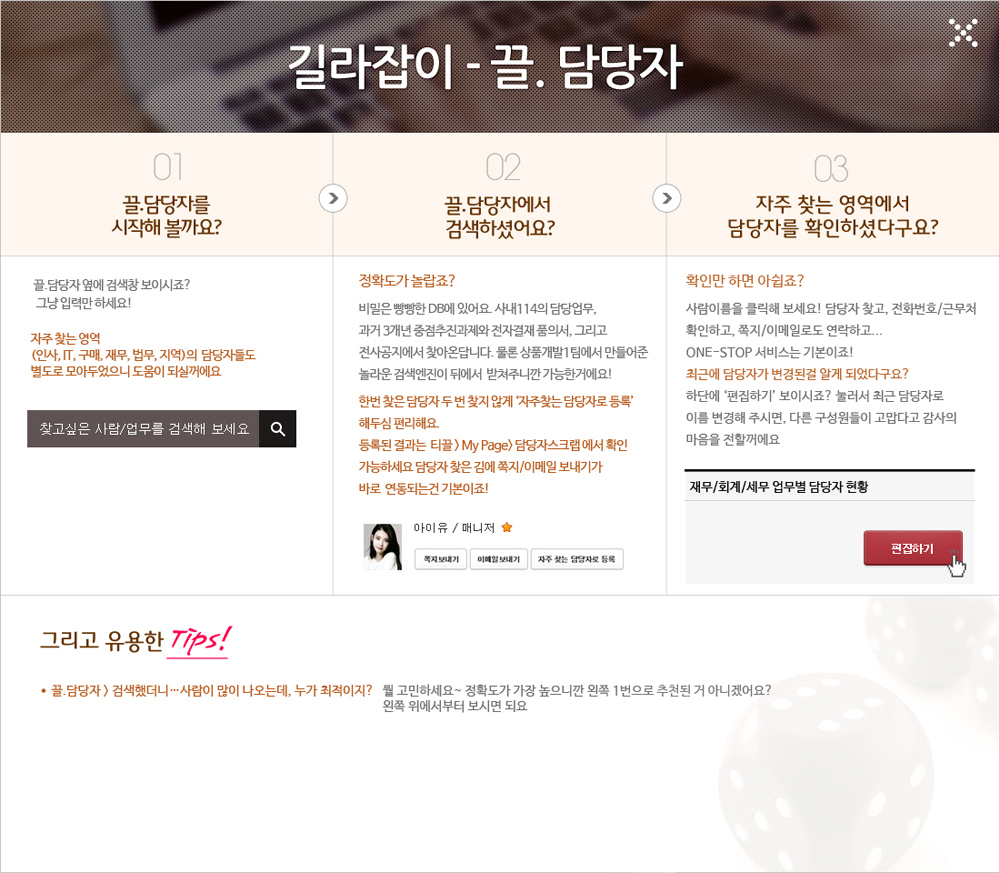 길라잡이 - 끌. 담당자
01
끌.담당자를
시작해 볼까요?
02
끌.담당자에서
검색하셨어요?
03
자주 찾는 영역에서
담당자를 확인하셨다구요?
끌.담당자 옆에 검색창 보이시죠?
그냥 입력만 하세요!
자주 찾는 영역
(인사, IT, 구매, 재무, 법무, 지역)의 담당자들도
별도로 모아두었으니 도움이 되실꺼에요
찾고싶은 사람/업무를 검색해 보세요
정확도가 놀랍죠?
비밀은 빵빵한 DB에 있어요. 사내114의 담당업무,
과거 3개년 중점추진과제와 전자결재 품의서, 그리고
전사공지에서 찾아온답니다. 물론 상품개발1팀에서 만들어준
놀라운 검색엔진이 뒤에서 받쳐주니깐 가능한거에요!
한번 찾은 담당자 두 번 찾지 않게 ‘자주찾는 담당자로 등록’
해두심 편리해요.
등록된 결과는 티끌 > My Page> 담당자스크랩 에서 확인
가능하세요 담당자 찾은 김에 쪽지/이메일 보내기가
바로 연동되는건 기본이죠!
아이유 / 매니저
쪽지보내기 이메일보내기 자주 찾는 담당자로 등록
확인만 하면 아쉽죠?
사람이름을 클릭해 보세요! 담당자 찾고, 전화번호/근무처
확인하고, 쪽지/이메일로도 연락하고...
ONE-STOP 서비스는 기본이죠!
최근에 담당자가 변경된걸 알게 되었다구요?
하단에 ‘편집하기’ 보이시죠? 눌러서 최근 담당자로
이름 변경해 주시면, 다른 구성원들이 고맙다고 감사의
마음을 전할꺼에요
재무/회계/세무 업무별 담당자 현황
편집하기
그리고 유용한 Tips!
• 끌.담당자 > 검색했더니…사람이 많이 나오는데, 누가 최적이지? 뭘 고민하세요~ 정확도가 가장 높으니깐 왼쪽 1번으로 추천된 거 아니겠어요?
왼쪽 위에서부터 보시면 되요